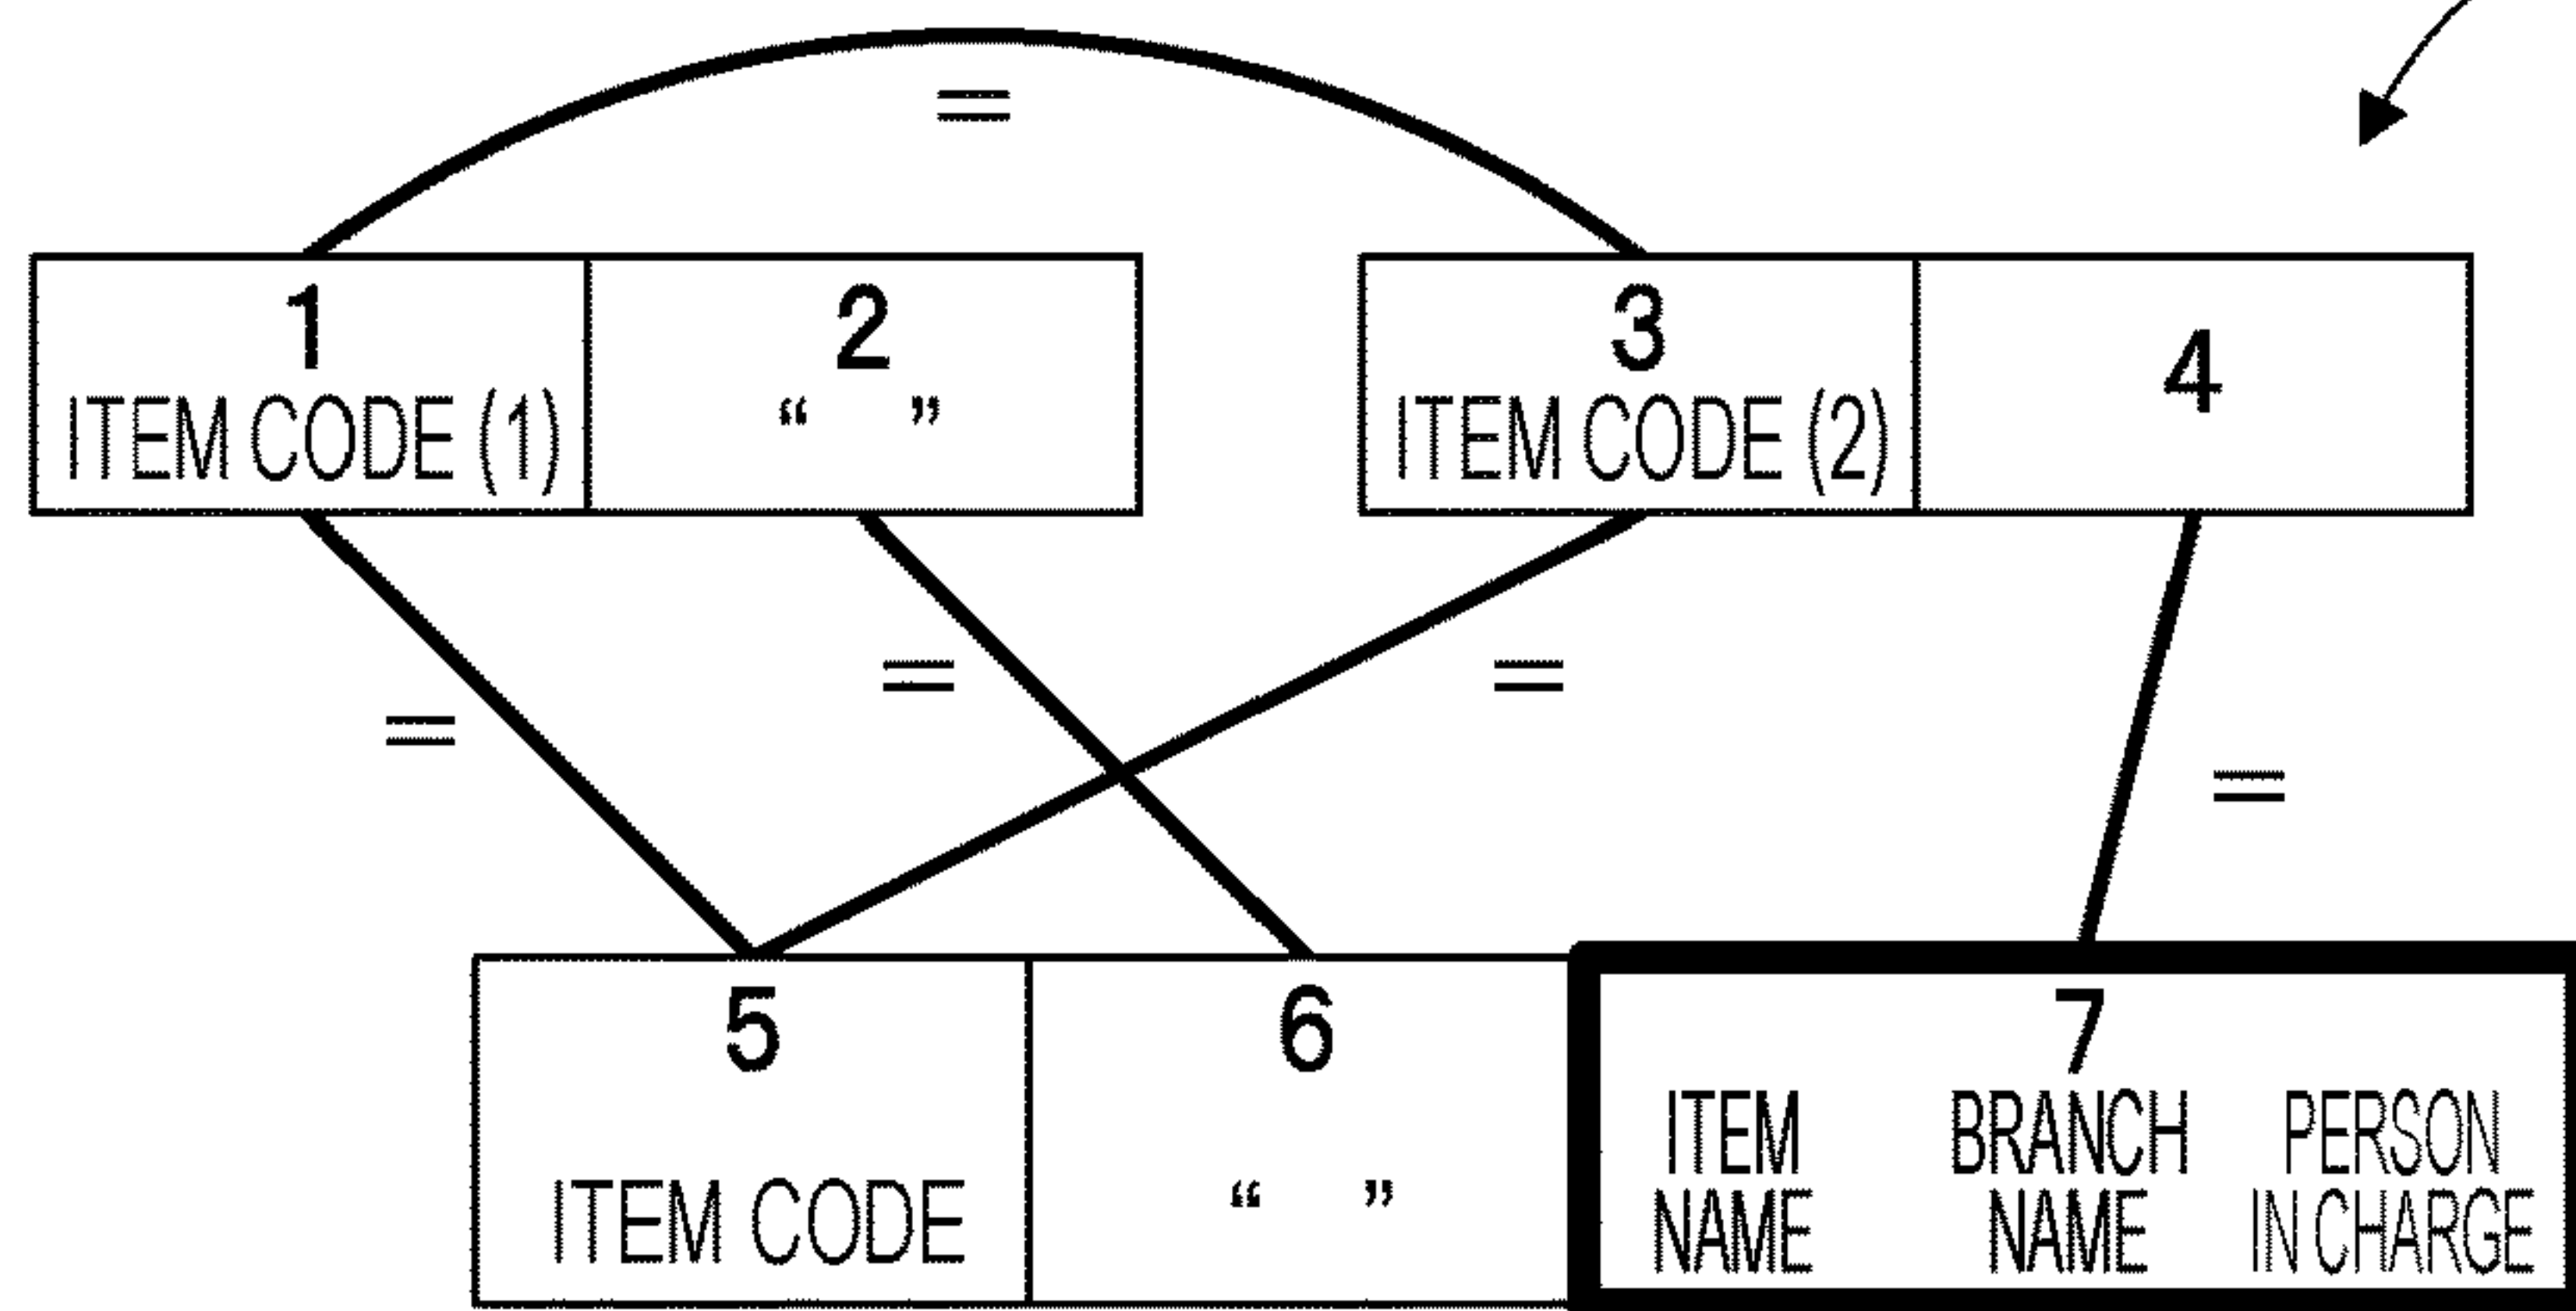 =
1 2 3 4
ITEM CODE (1) “ ” ITEM CODE (2)
= = = =
5 6 7
ITEM BRANCH PERSON
ITEM CODE “ ” NAME NAME IN CHARGE